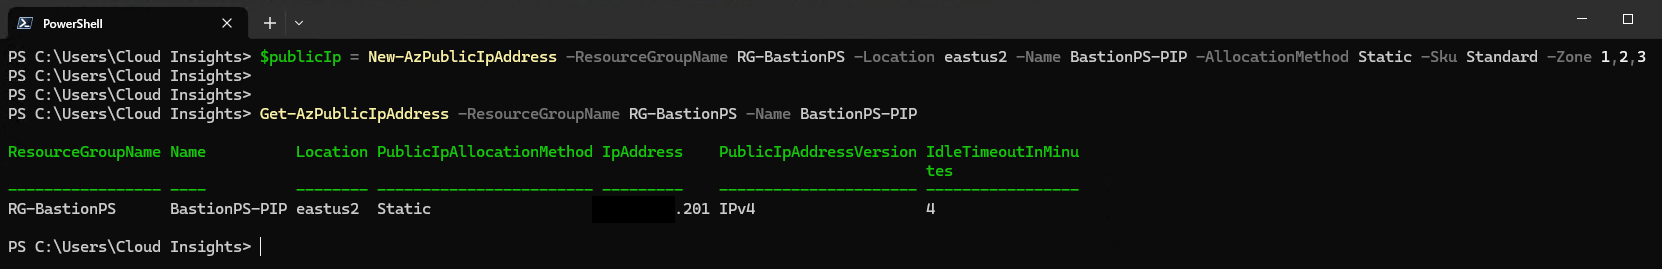 PowerShell
PS C:\Users\Cloud Insights> $publicIp = New-AzPublicIpAddress -ResourceGroupName RG-BastionPS -Location eastus2 -Name BastionPS-PIP -AllocationMethod Static -Sku Standard -Zone 1,2,3
PS C:\Users\Cloud Insights>
PS C:\Users\Cloud Insights>
PS C:\Users\Cloud Insights> Get-AzPublicIpAddress -ResourceGroupName RG-BastionPS -Name BastionPS-PIP
ResourceGroupName Name Location PublicIpAllocationMethod IpAddress PublicIpAddressVersion IdleTimeoutInMinu
tes
----------------- ---- -------- ------------------------ --------- ---------------------- -----------------
RG-BastionPS BastionPS-PIP eastus2 Static .201 IPv4 4
PS C:\Users\Cloud Insights>